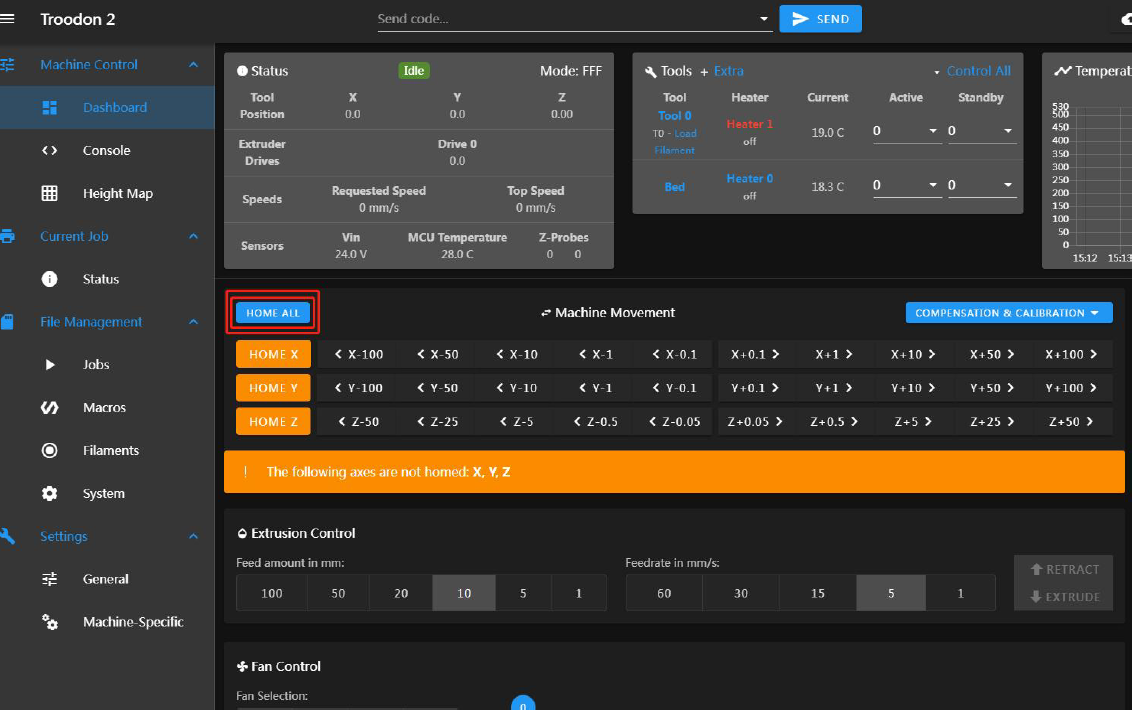 Troodon 2
Send code...
SEND
Machine Control
Dashboard
Console
Height Map
Current Job
Status
File Management
Jobs
Macros
Filaments
System
Settings
General
Machine-Specific
Status Idle Mode: FFF
Tool Position X Y Z
0.0 0.0 0.00
Extruder Drives Drive 0
0.0
Speeds Requested Speed Top Speed
0 mm/s 0 mm/s
Sensors Vin MCU Temperature Z-Probes
24.0 V 28.0 C 0 0
Tools + Extra Control All
Tool Heater Current Active Standby
Tool 0
T0 - Load
Filament
Heater 1
off
19.0 C 0 0
Bed
Heater 0
off
18.3 C 0 0
530
500
450
400
350
300
250
200
150
100
50
0
15:12 15:13
HOME ALL Machine Movement COMPENSATION & CALIBRATION
HOME X X-100 X-50 X-10 X-1 X-0.1 X+0.1 X+1 X+10 X+50 X+100
HOME Y Y-100 Y-50 Y-10 Y-1 Y-0.1 Y+0.1 Y+1 Y+10 Y+50 Y+100
HOME Z Z-50 Z-25 Z-5 Z-0.5 Z-0.05 Z+0.05 Z+0.5 Z+5 Z+25 Z+50
! The following axes are not homed: X, Y, Z
Extrusion Control
Feed amount in mm: Feedrate in mm/s:
100 50 20 10 5 1 60 30 15 5 1
RETRACT
EXTRUDE
Fan Control
Fan Selection:
0